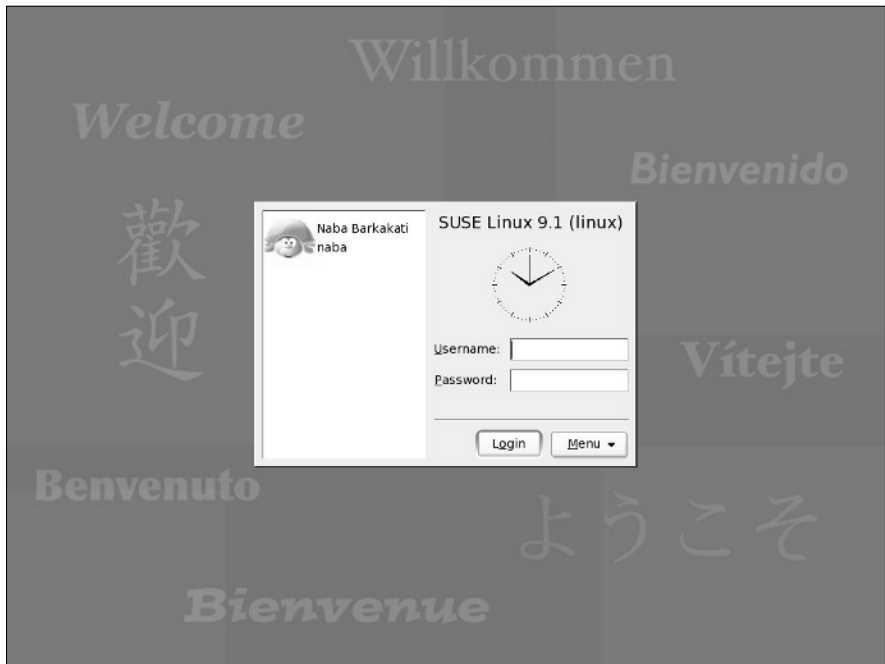 Willkommen
Welcome
Bienvenido
歡
迎
Naba Barkakati
naba
SUSE Linux 9.1 (linux)
Username:
Password:
Login
Menu
Vítejte
Benvenuto
ようこそ
Bienvenue